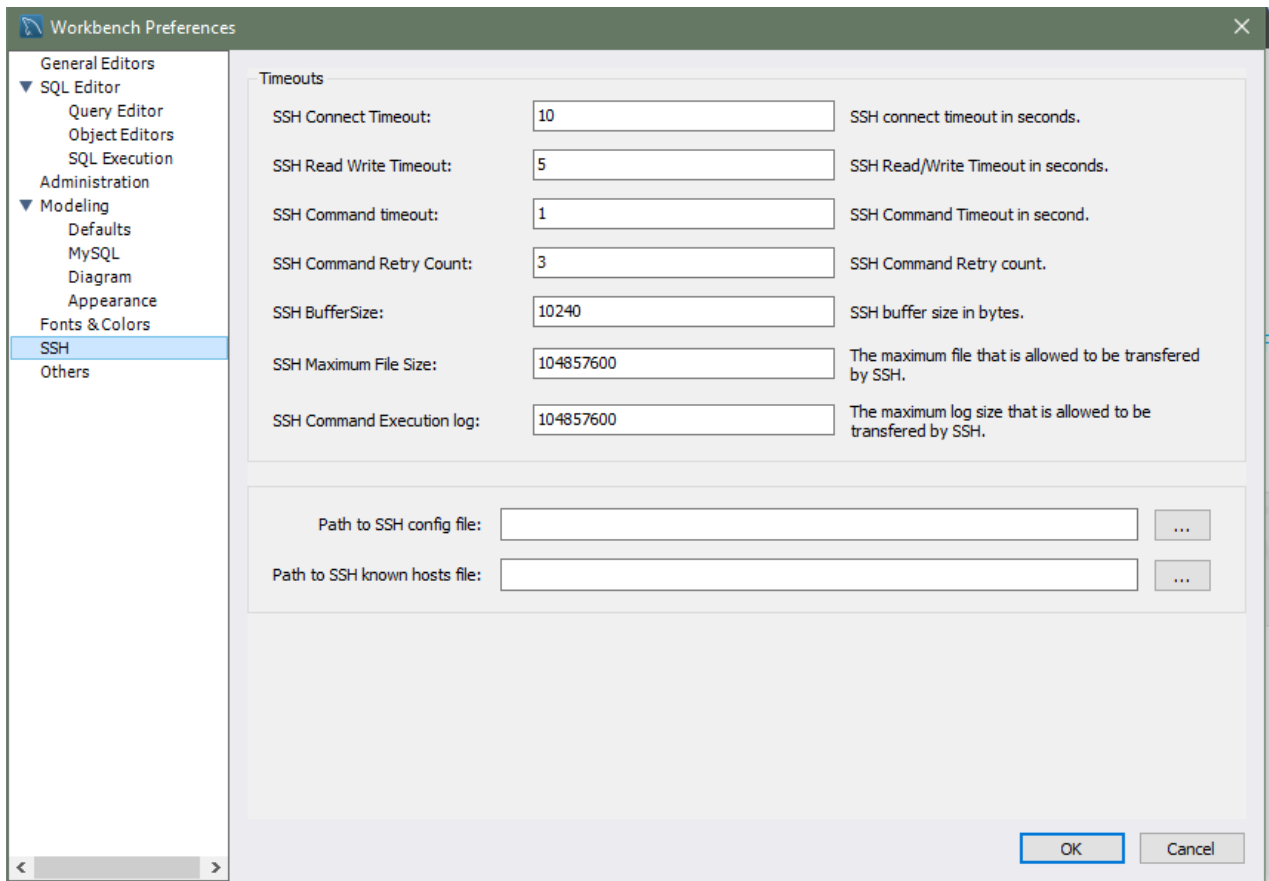 Workbench Preferences
General Editors
SQL Editor
Query Editor
Object Editors
SQL Execution
Administration
Modeling
Defaults
MySQL
Diagram
Appearance
Fonts & Colors
SSH
Others
Timeouts
SSH Connect Timeout: 10 SSH connect timeout in seconds.
SSH Read Write Timeout: 5 SSH Read/Write Timeout in seconds.
SSH Command timeout: 1 SSH Command Timeout in second.
SSH Command Retry Count: 3 SSH Command Retry count.
SSH BufferSize: 10240 SSH buffer size in bytes.
SSH Maximum File Size: 104857600 The maximum file that is allowed to be transfered
by SSH.
SSH Command Execution log: 104857600 The maximum log size that is allowed to be
transfered by SSH.
Path to SSH config file: ...
Path to SSH known hosts file: ...
OK Cancel